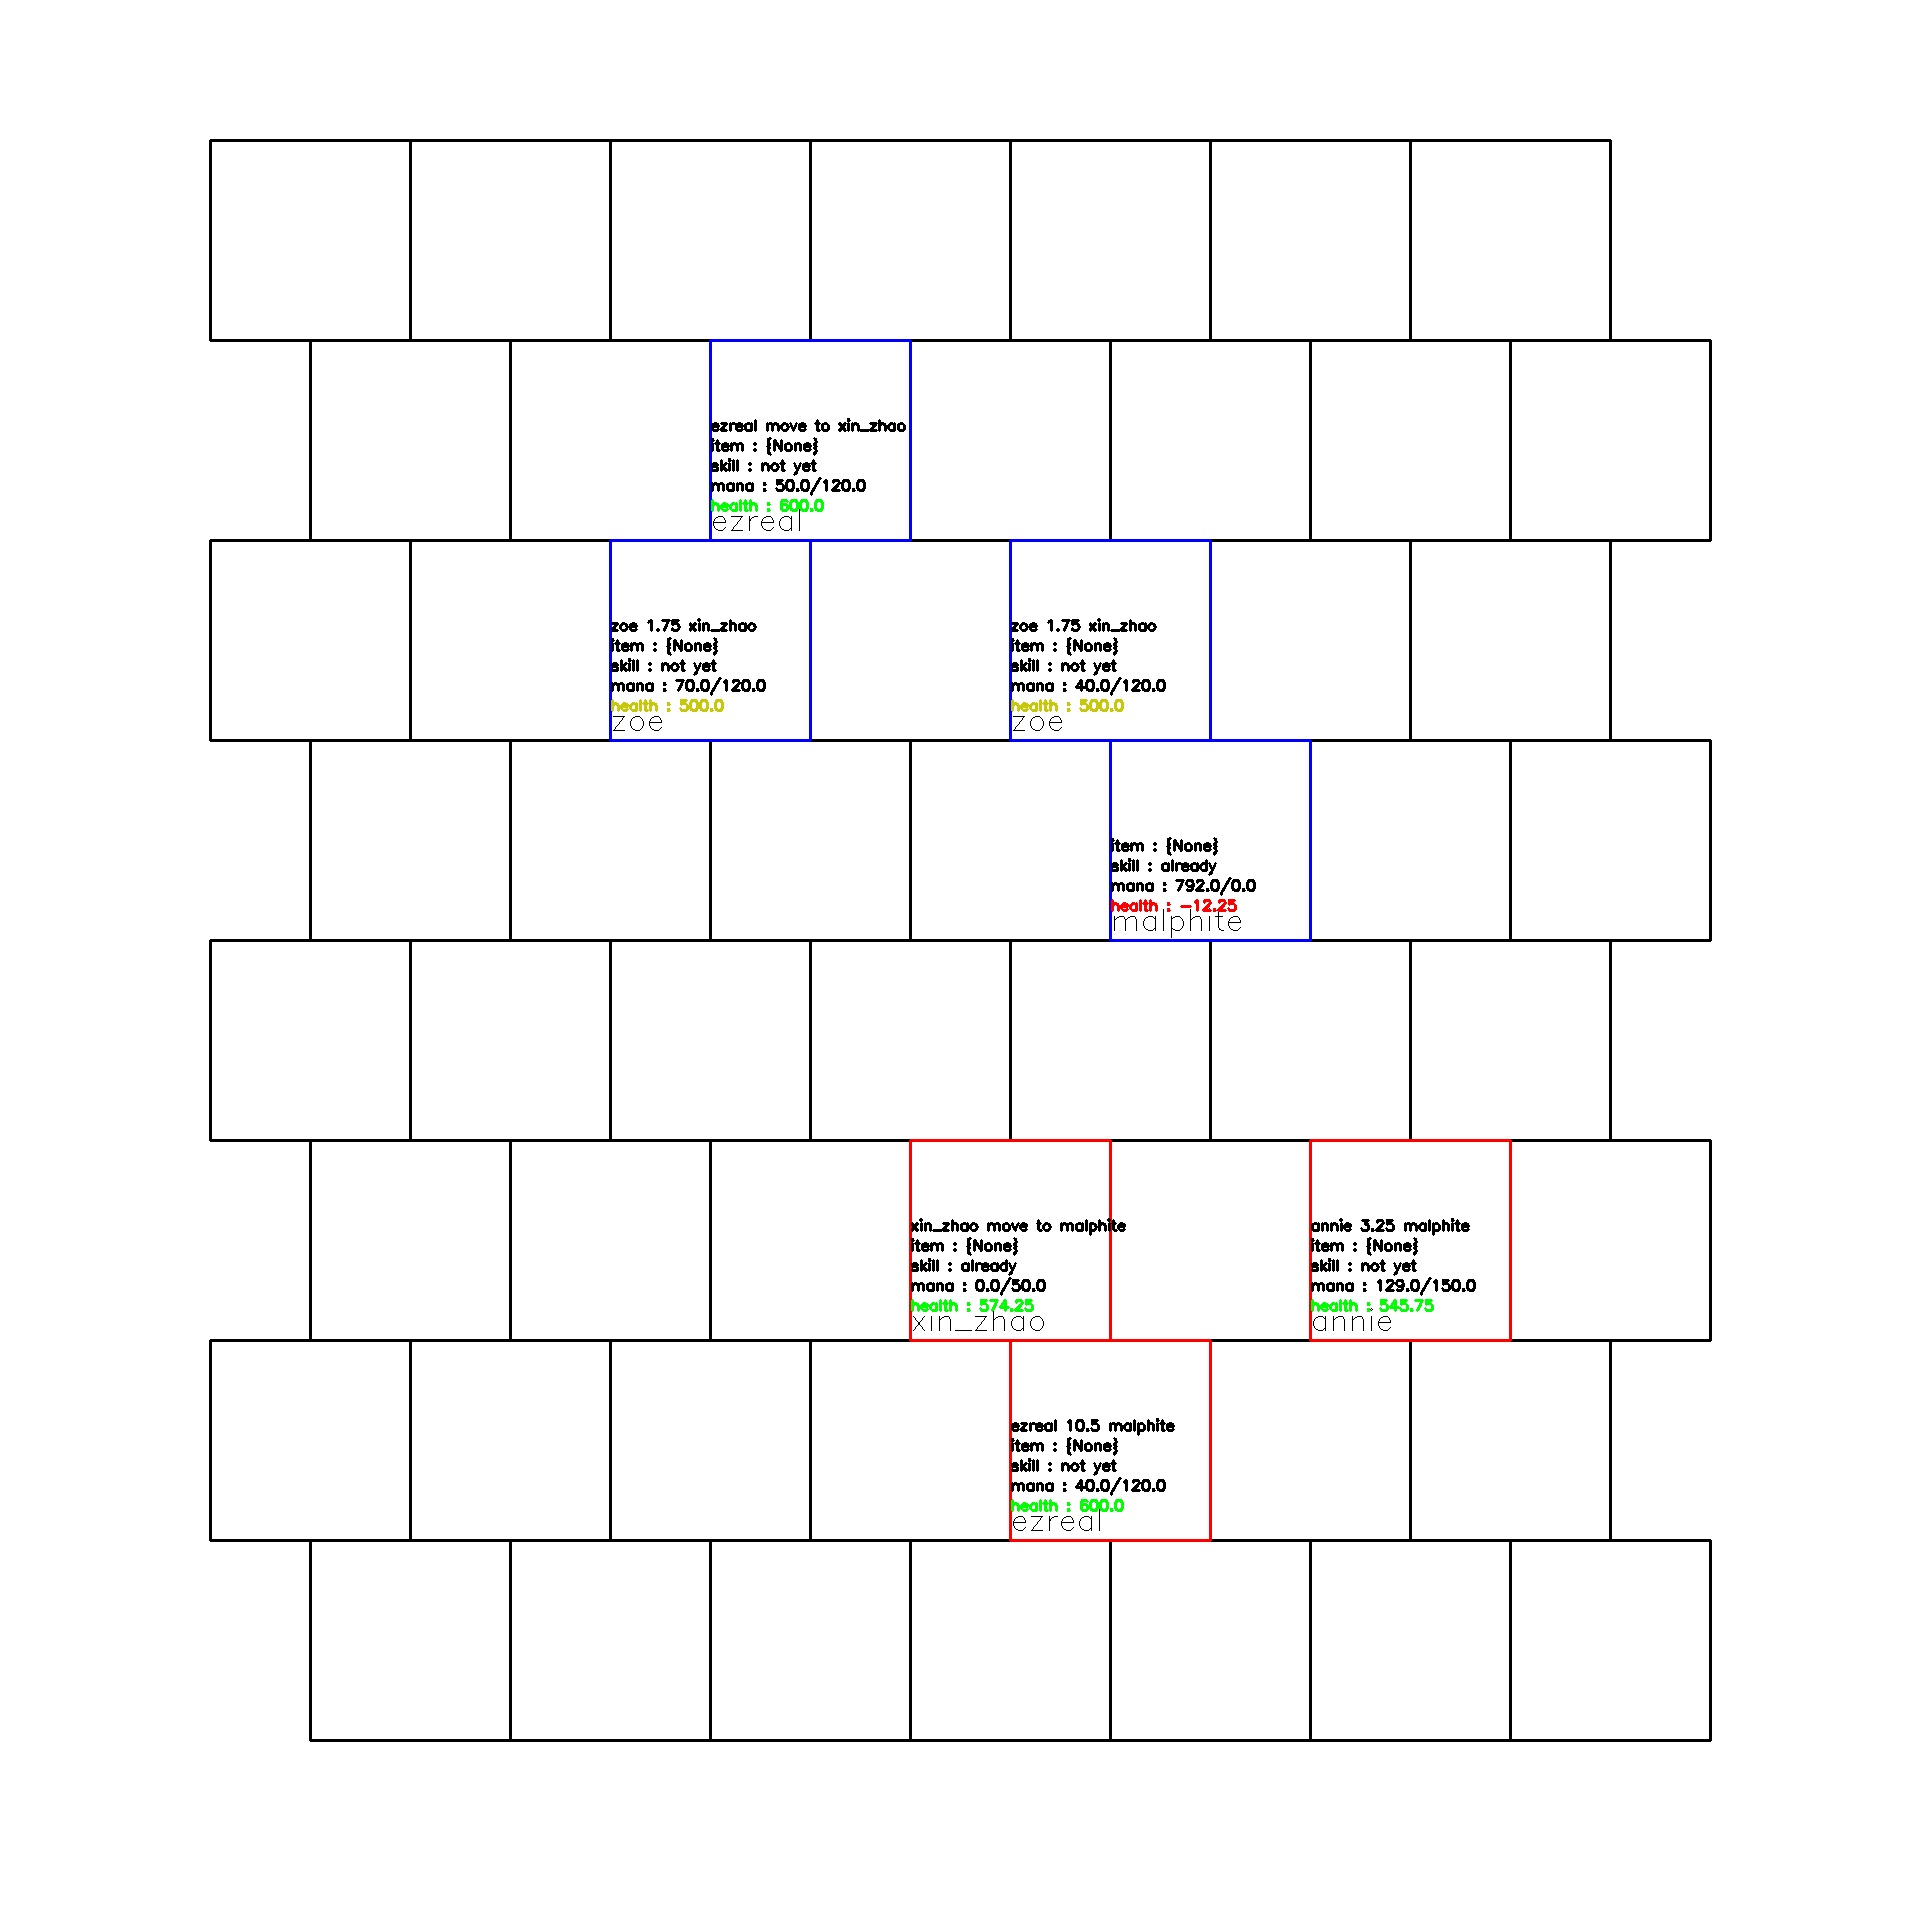 ezreal move to xin_zhao
item : {None}
skill : not yet
mana : 50.0/120.0
health : 600.0
ezreal
zoe 1.75 xin_zhao
item : {None}
skill : not yet
mana : 70.0/120.0
health : 500.0
zoe
zoe 1.75 xin_zhao
item : {None}
skill : not yet
mana : 40.0/120.0
health : 500.0
zoe
item : {None}
skill : already
mana : 792.0/0.0
health : -12.25
malphite
xin_zhao move to malphite
item : {None}
skill : already
mana : 0.0/50.0
health : 574.25
xin_zhao
annie 3.25 malphite
item : {None}
skill : not yet
mana : 129.0/150.0
health : 545.75
annie
ezreal 10.5 malphite
item : {None}
skill : not yet
mana : 40.0/120.0
health : 600.0
ezreal